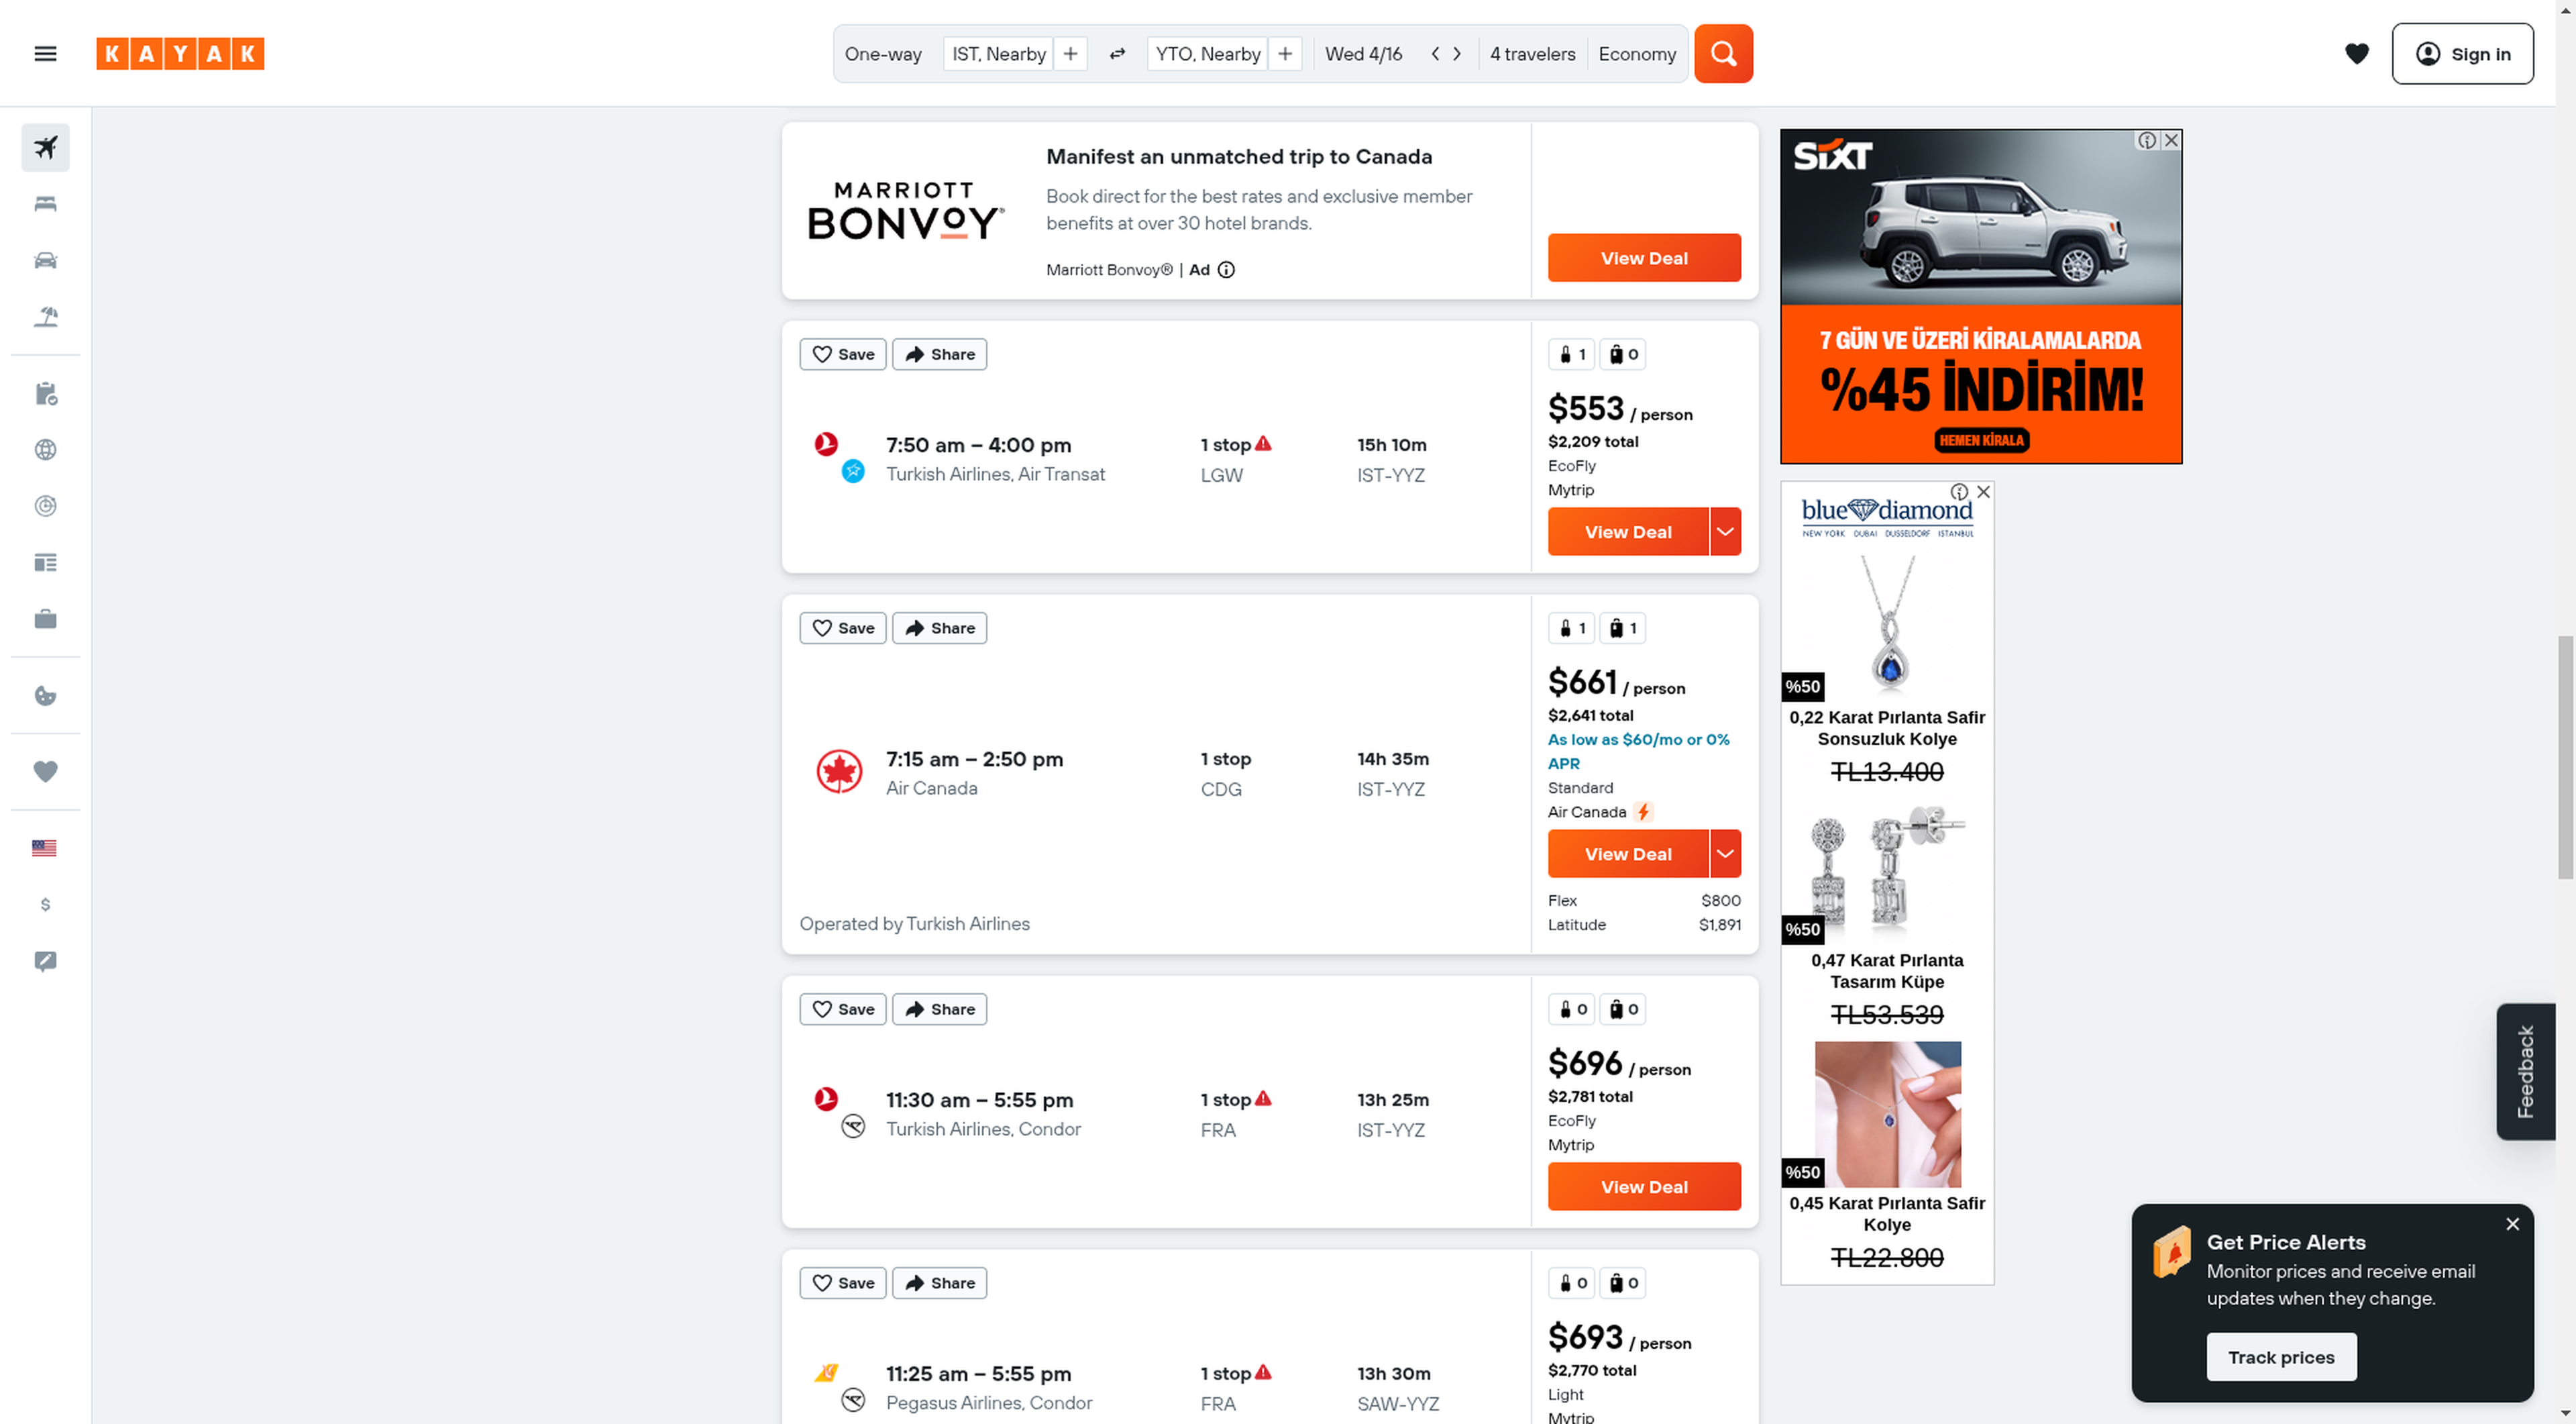 KAYAK
One-way
IST, Nearby
YTO, Nearby
Wed 4/16
4 travelers
Economy
Sign in
Manifest an unmatched trip to Canada
MARRIOTT
BONVOY
Book direct for the best rates and exclusive member
benefits at over 30 hotel brands.
Marriott Bonvoy® | Ad
View Deal
Save
Share
1
0
$553 / person
$2,209 total
7:50 am – 4:00 pm
1 stop
15h 10m
Turkish Airlines, Air Transat
LGW
IST-YYZ
EcoFly
Mytrip
View Deal
Save
Share
1
1
$661 / person
$2,641 total
As low as $60/mo or 0%
APR
7:15 am – 2:50 pm
1 stop
14h 35m
Air Canada
CDG
IST-YYZ
Standard
Air Canada
View Deal
Flex $800
Operated by Turkish Airlines
Latitude $1,891
Save
Share
0
0
$696 / person
$2,781 total
11:30 am – 5:55 pm
1 stop
13h 25m
Turkish Airlines, Condor
FRA
IST-YYZ
EcoFly
Mytrip
View Deal
Save
Share
0
0
$693 / person
$2,770 total
11:25 am – 5:55 pm
1 stop
13h 30m
Pegasus Airlines, Condor
FRA
SAW-YYZ
Light
Mytrip
SIXT
7 GÜN VE ÜZERİ KİRALAMALARDA
%45 İNDİRİM!
HEMEN KİRALA
blue diamond
NEW YORK DUBAI DUSSELDORF ISTANBUL
%50
0,22 Karat Pırlanta Safir
Sonsuzluk Kolye
TL13.400
%50
0,47 Karat Pırlanta
Tasarım Küpe
TL53.539
%50
0,45 Karat Pırlanta Safir
Kolye
TL22.800
Feedback
Get Price Alerts
Monitor prices and receive email
updates when they change.
Track prices